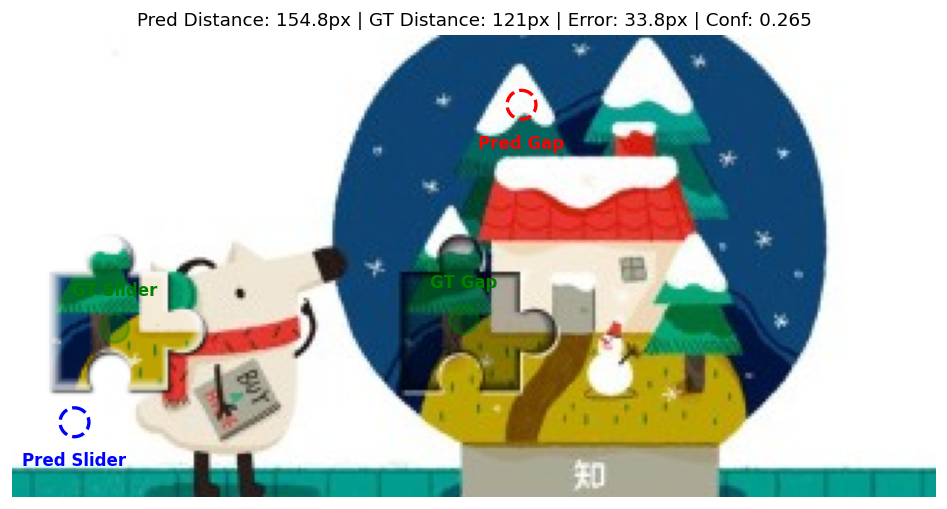 Pred Distance: 154.8px | GT Distance: 121px | Error: 33.8px | Conf: 0.265
Pred Gap
GT Slider
GT Gap
BUY
Pred Slider
知